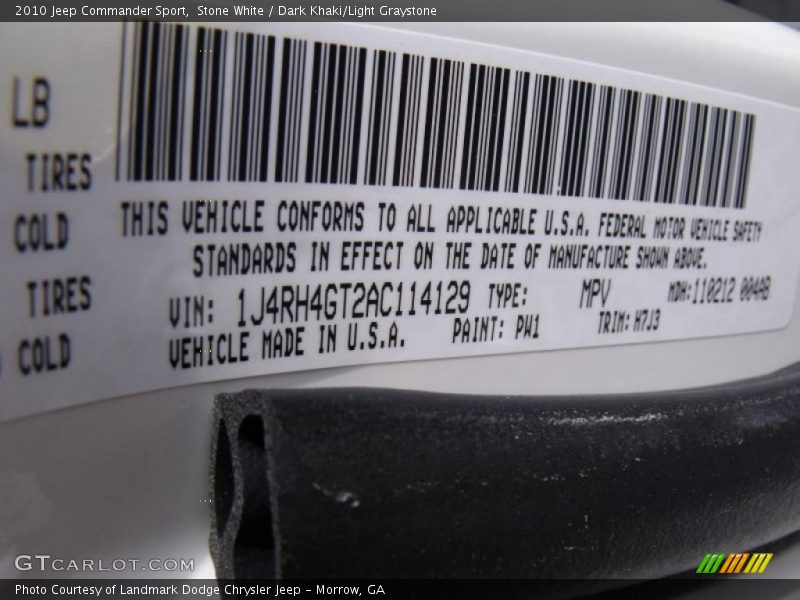 2010 Jeep Commander Sport, Stone White / Dark Khaki/Light Graystone
LB
TIRES
COLD
TIRES
COLD
THIS VEHICLE CONFORMS TO ALL APPLICABLE U.S.A. FEDERAL MOTOR VEHICLE SAFETY
STANDARDS IN EFFECT ON THE DATE OF MANUFACTURE SHOWN ABOVE.
VIN: 1J4RH4GT2AC114129 TYPE: MPV MDH:110212 004AB
VEHICLE MADE IN U.S.A. PAINT: PW1 TRIM: H7J3
GTCARLOT.COM
Photo Courtesy of Landmark Dodge Chrysler Jeep – Morrow, GA